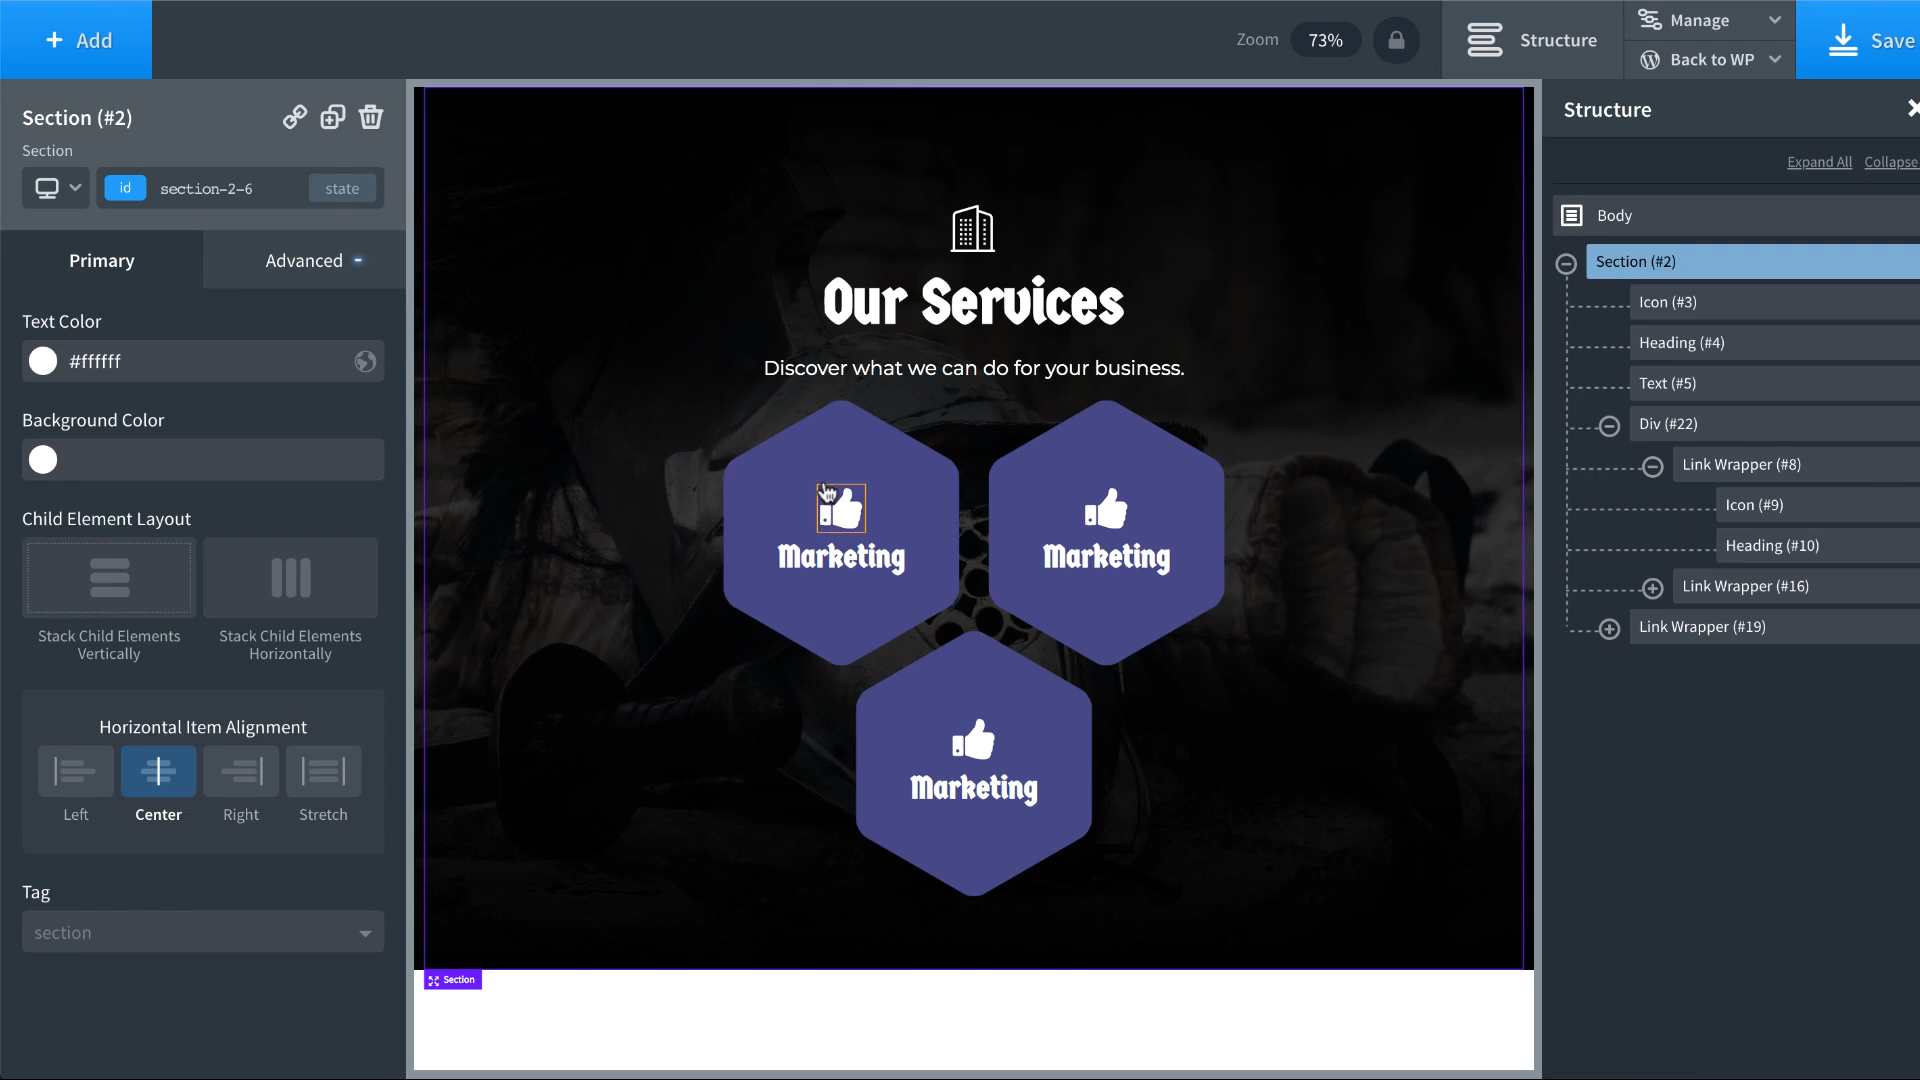 + Add
Zoom
73%
Structure
Manage
Back to WP
Save
Section (#2)
Section
id
section-2-6
state
Primary
Advanced
Text Color
#ffffff
Background Color
Child Element Layout
Stack Child Elements
Vertically
Stack Child Elements
Horizontally
Horizontal Item Alignment
Left
Center
Right
Stretch
Tag
section
Our Services
Discover what we can do for your business.
Marketing
Marketing
Marketing
Section
Structure
Expand All
Collapse
Body
Section (#2)
Icon (#3)
Heading (#4)
Text (#5)
Div (#22)
Link Wrapper (#8)
Icon (#9)
Heading (#10)
Link Wrapper (#16)
Link Wrapper (#19)